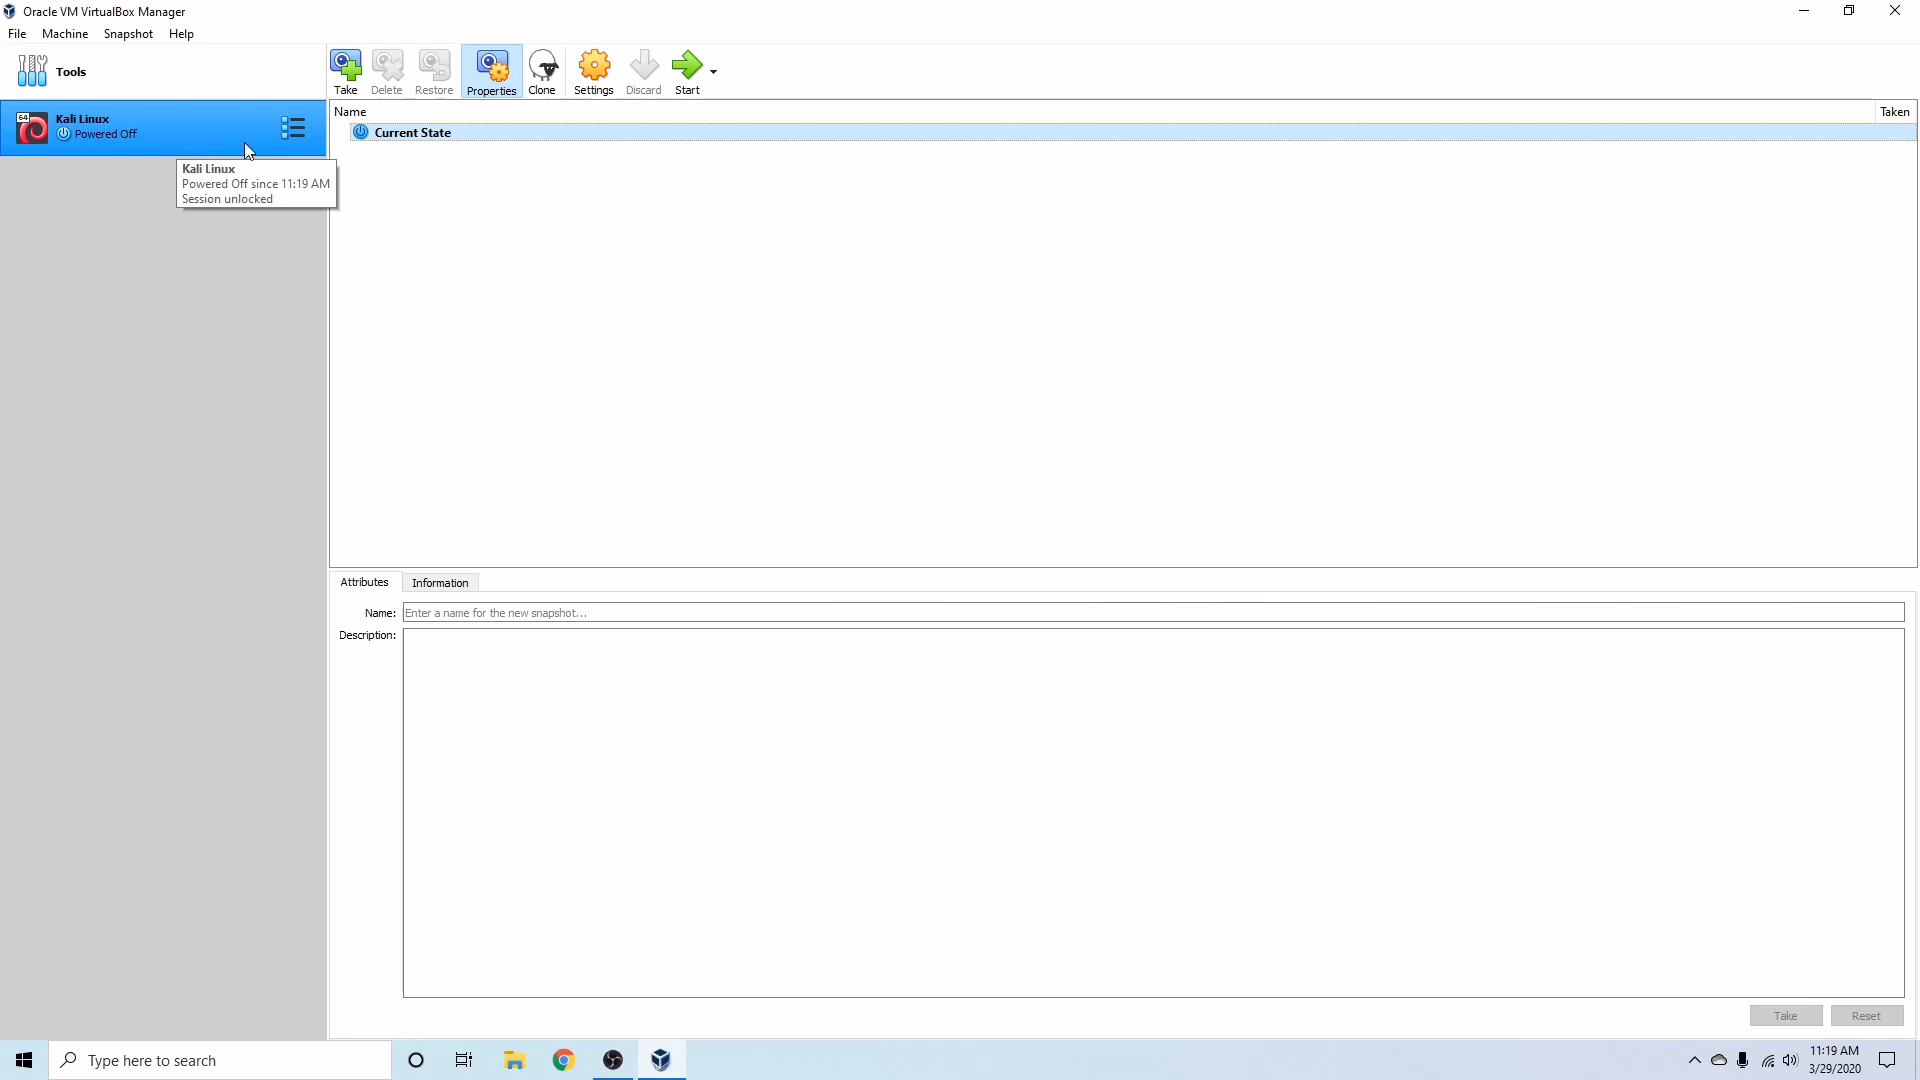 Oracle VM VirtualBox Manager
File Machine Snapshot Help
Tools
Take Delete Restore Properties Clone Settings Discard Start
64
Kali Linux
Powered Off
Kali Linux
Powered Off since 11:19 AM
Session unlocked
Name Taken
Current State
Attributes Information
Name: Enter a name for the new snapshot...
Description:
Take Reset
Type here to search
11:19 AM
3/29/2020